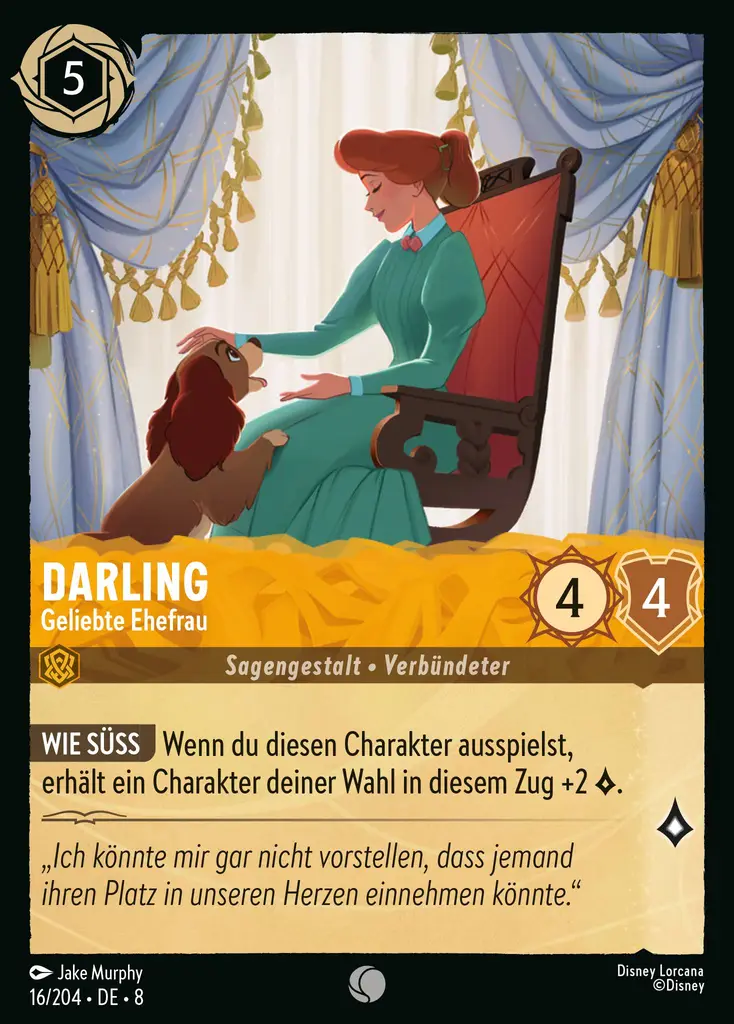 5
DARLING
Geliebte Ehefrau
4
4
Sagengestalt • Verbündeter
WIE SÜSS Wenn du diesen Charakter ausspielst,
erhält ein Charakter deiner Wahl in diesem Zug +2 .
„Ich könnte mir gar nicht vorstellen, dass jemand
ihren Platz in unseren Herzen einnehmen könnte.“
Jake Murphy
16/204 • DE • 8
Disney Lorcana
©Disney